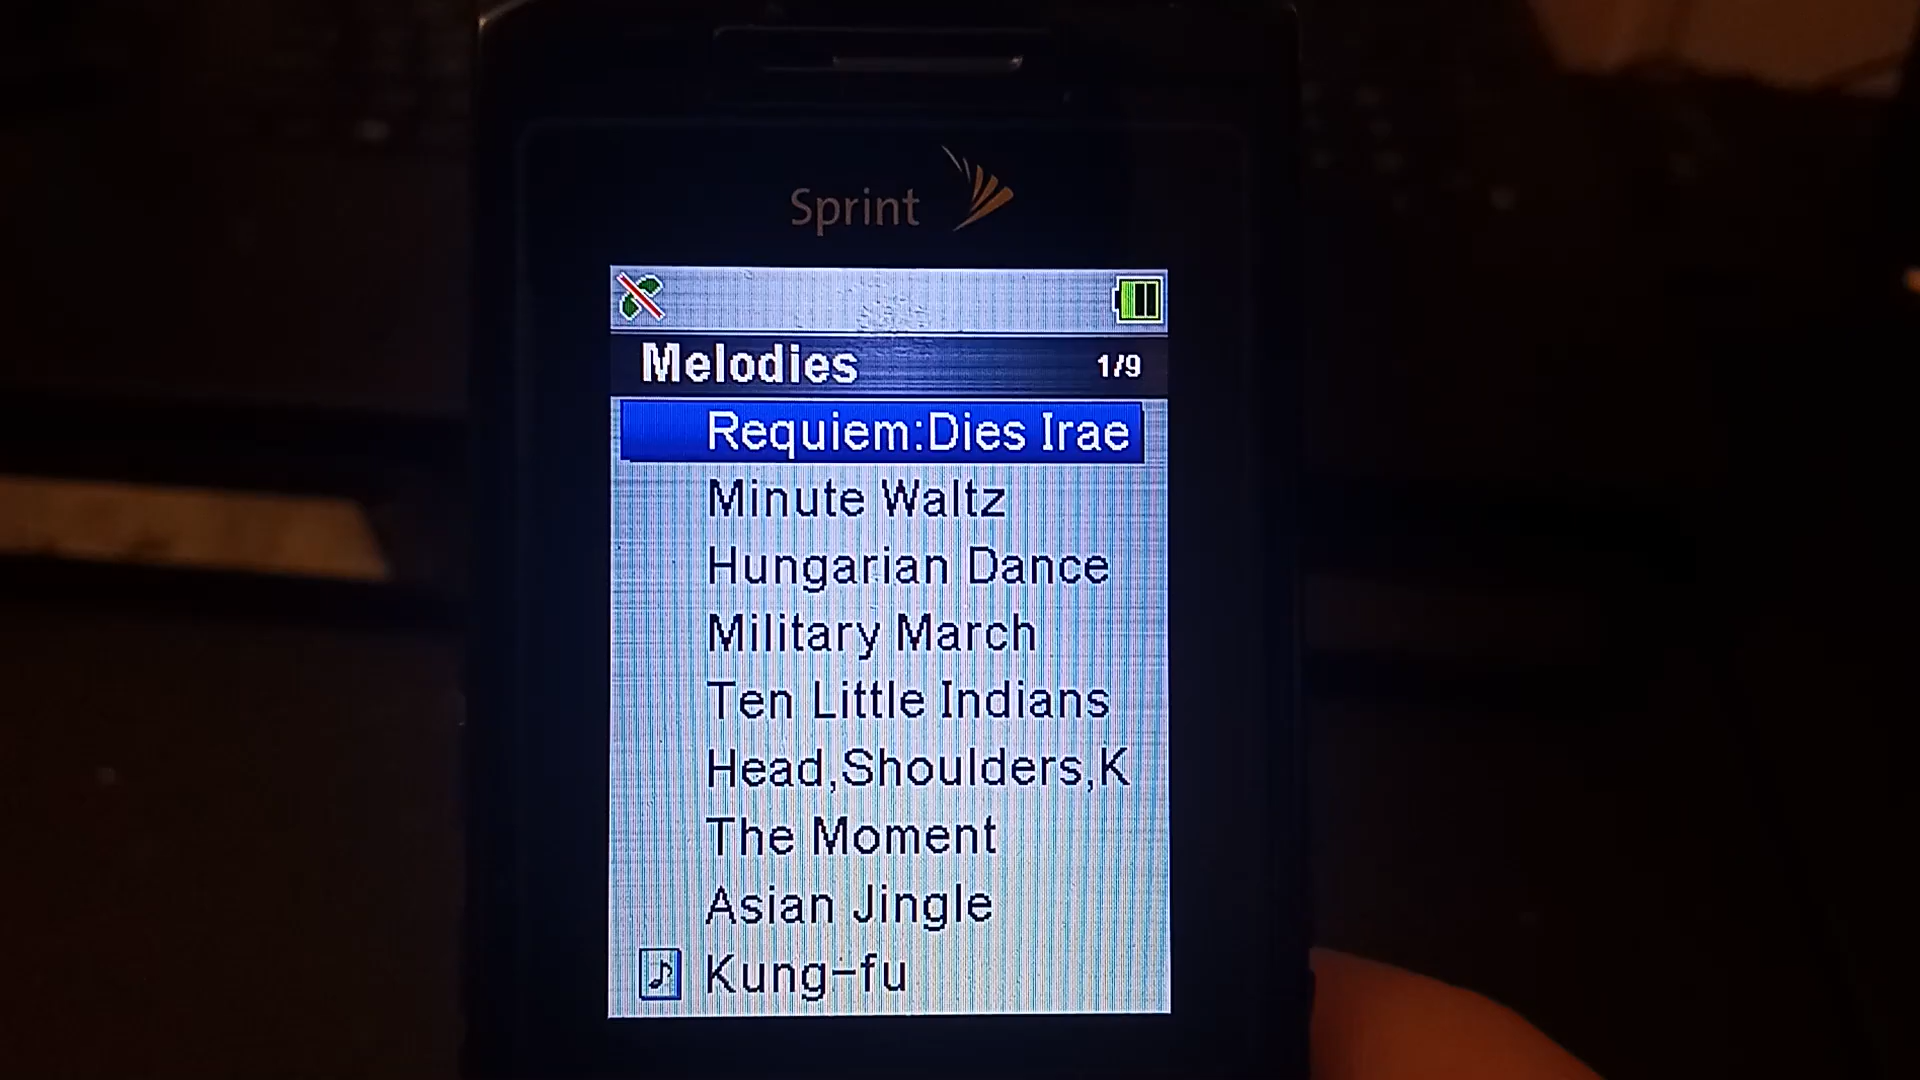 Sprint
Melodies 1/9
Requiem:Dies Irae
Minute Waltz
Hungarian Dance
Military March
Ten Little Indians
Head,Shoulders,K
The Moment
Asian Jingle
Kung-fu